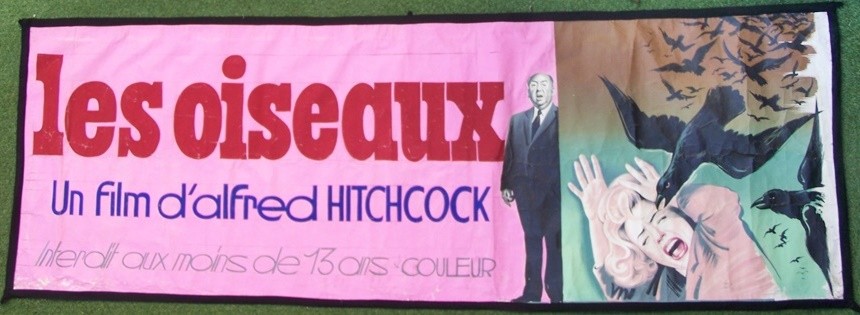 les oiseaux
Un film d'alfred HITCHCOCK
Interdit aux moins de 13 ans COULEUR